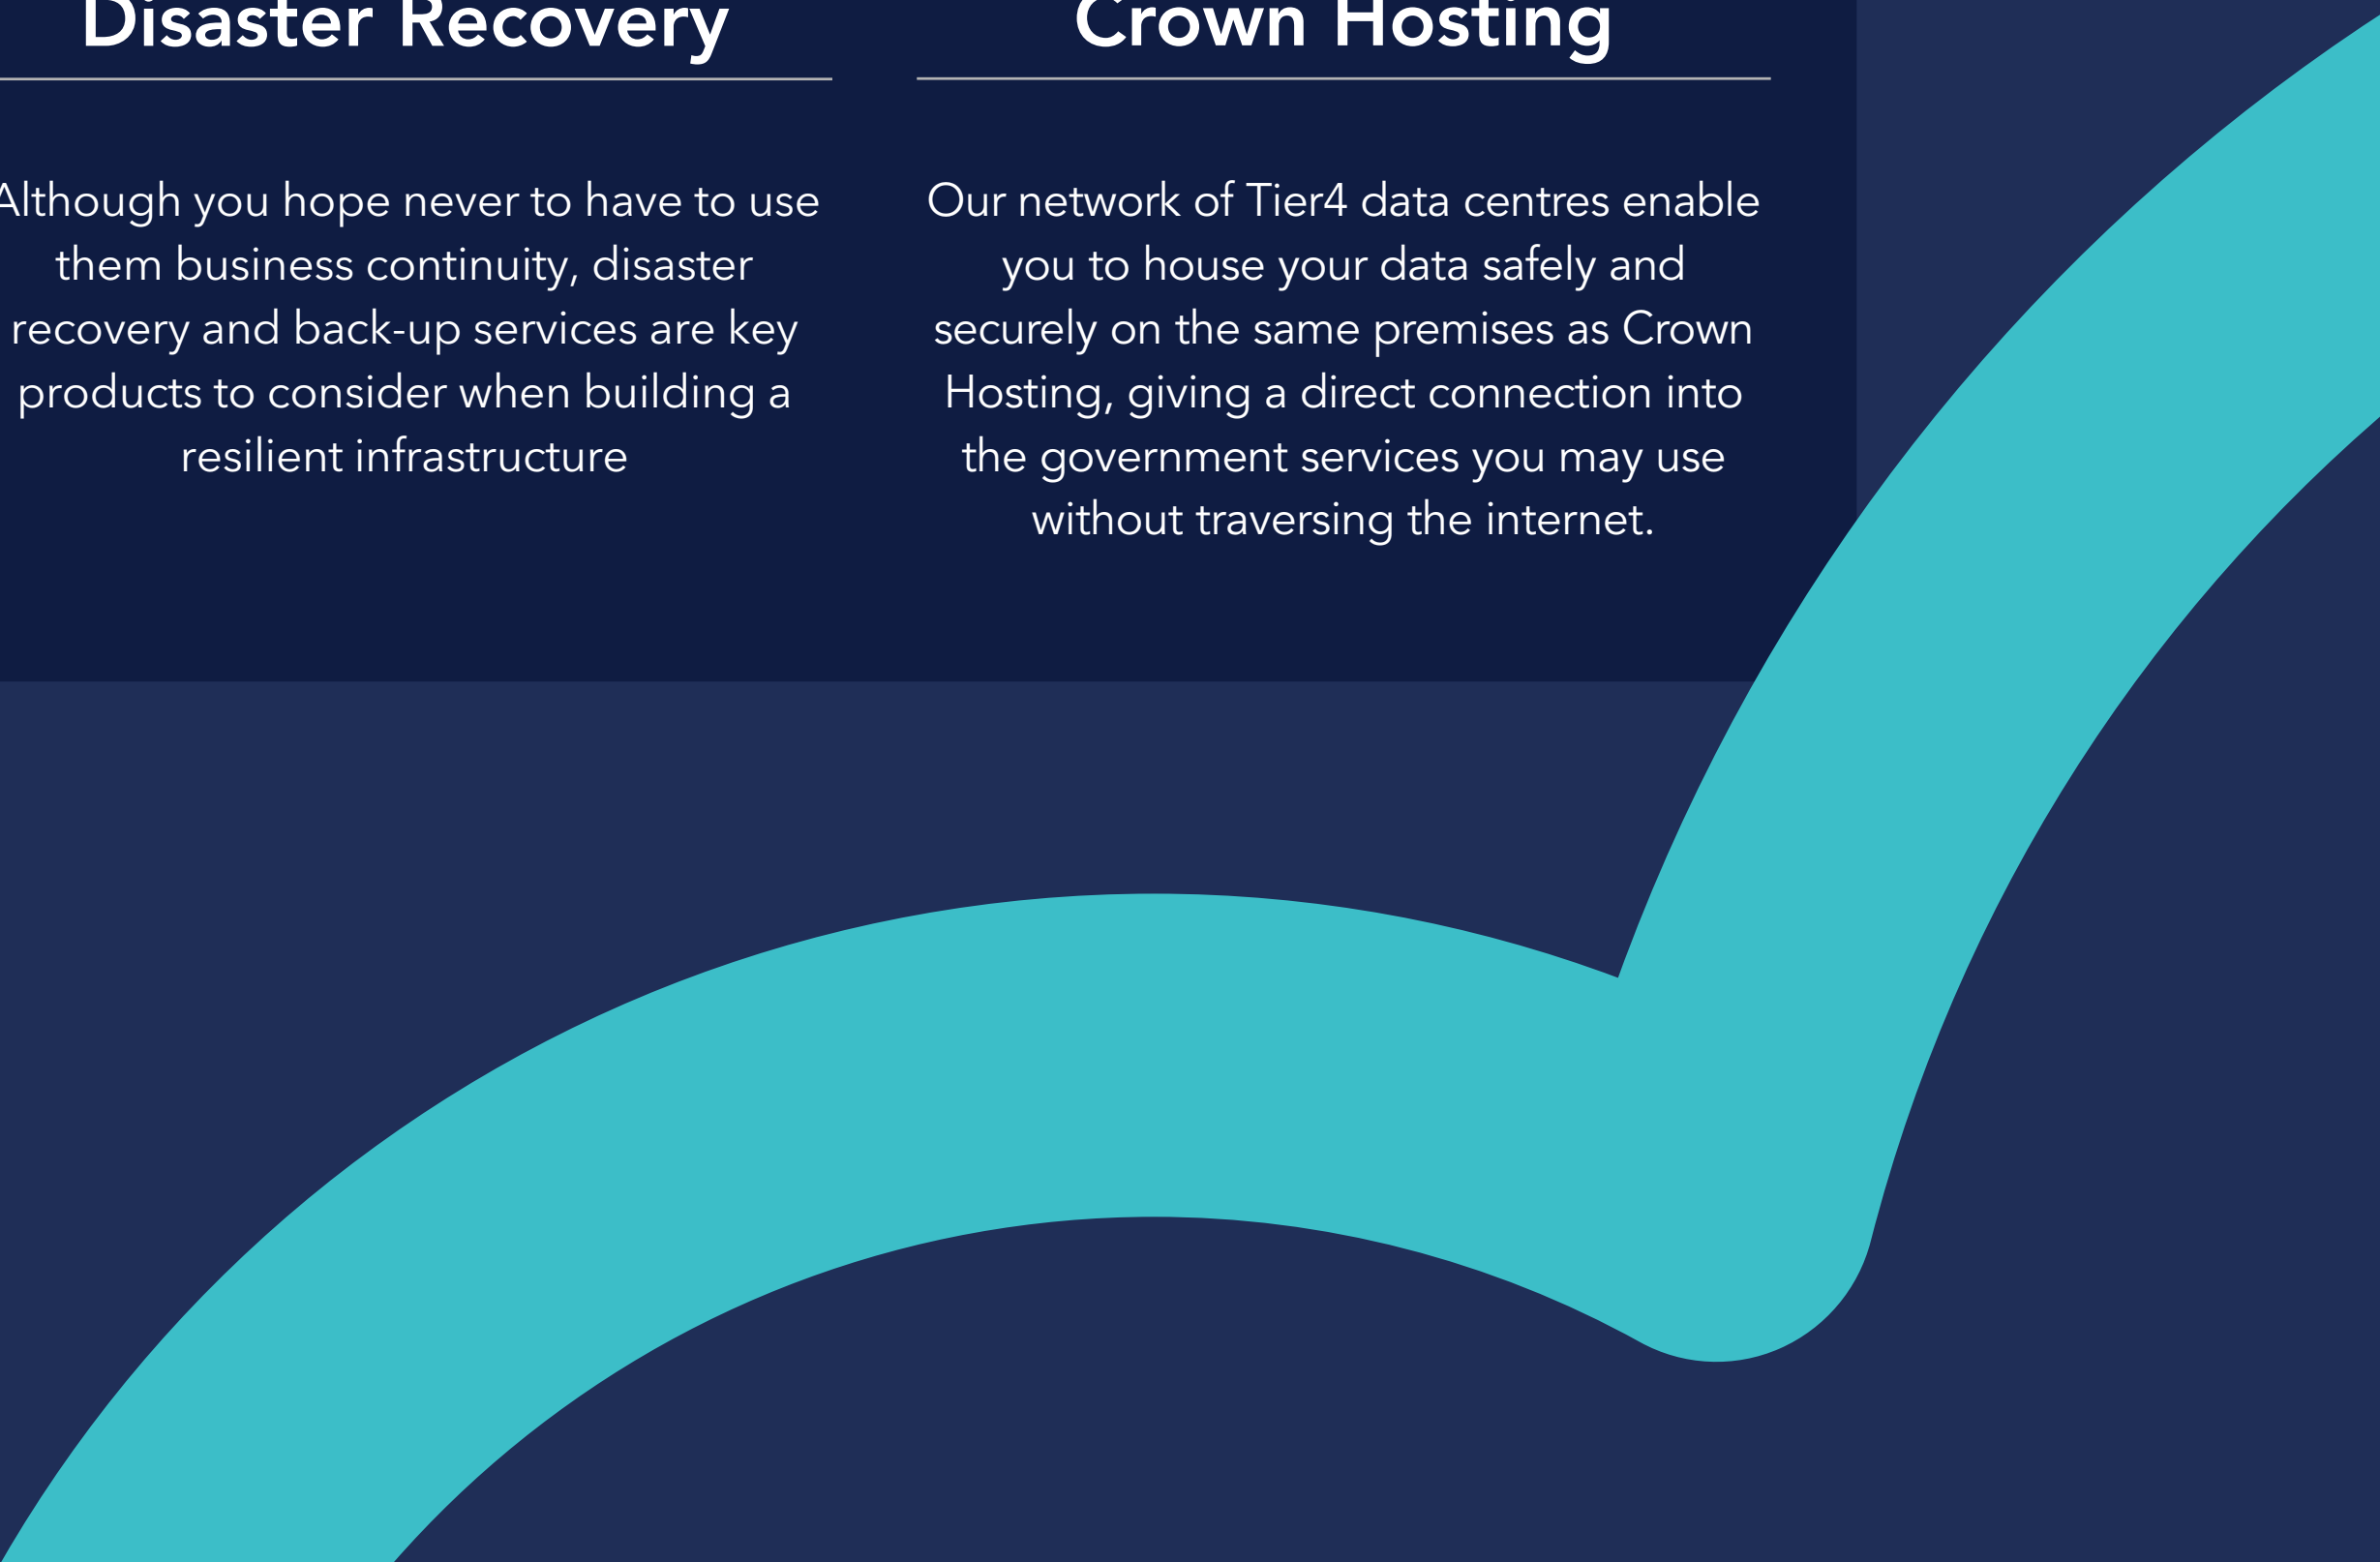 Disaster Recovery
Although you hope never to have to use
them business continuity, disaster
recovery and back-up services are key
products to consider when building a
resilient infrastructure
Crown Hosting
Our network of Tier4 data centres enable
you to house your data safely and
securely on the same premises as Crown
Hosting, giving a direct connection into
the government services you may use
without traversing the internet.